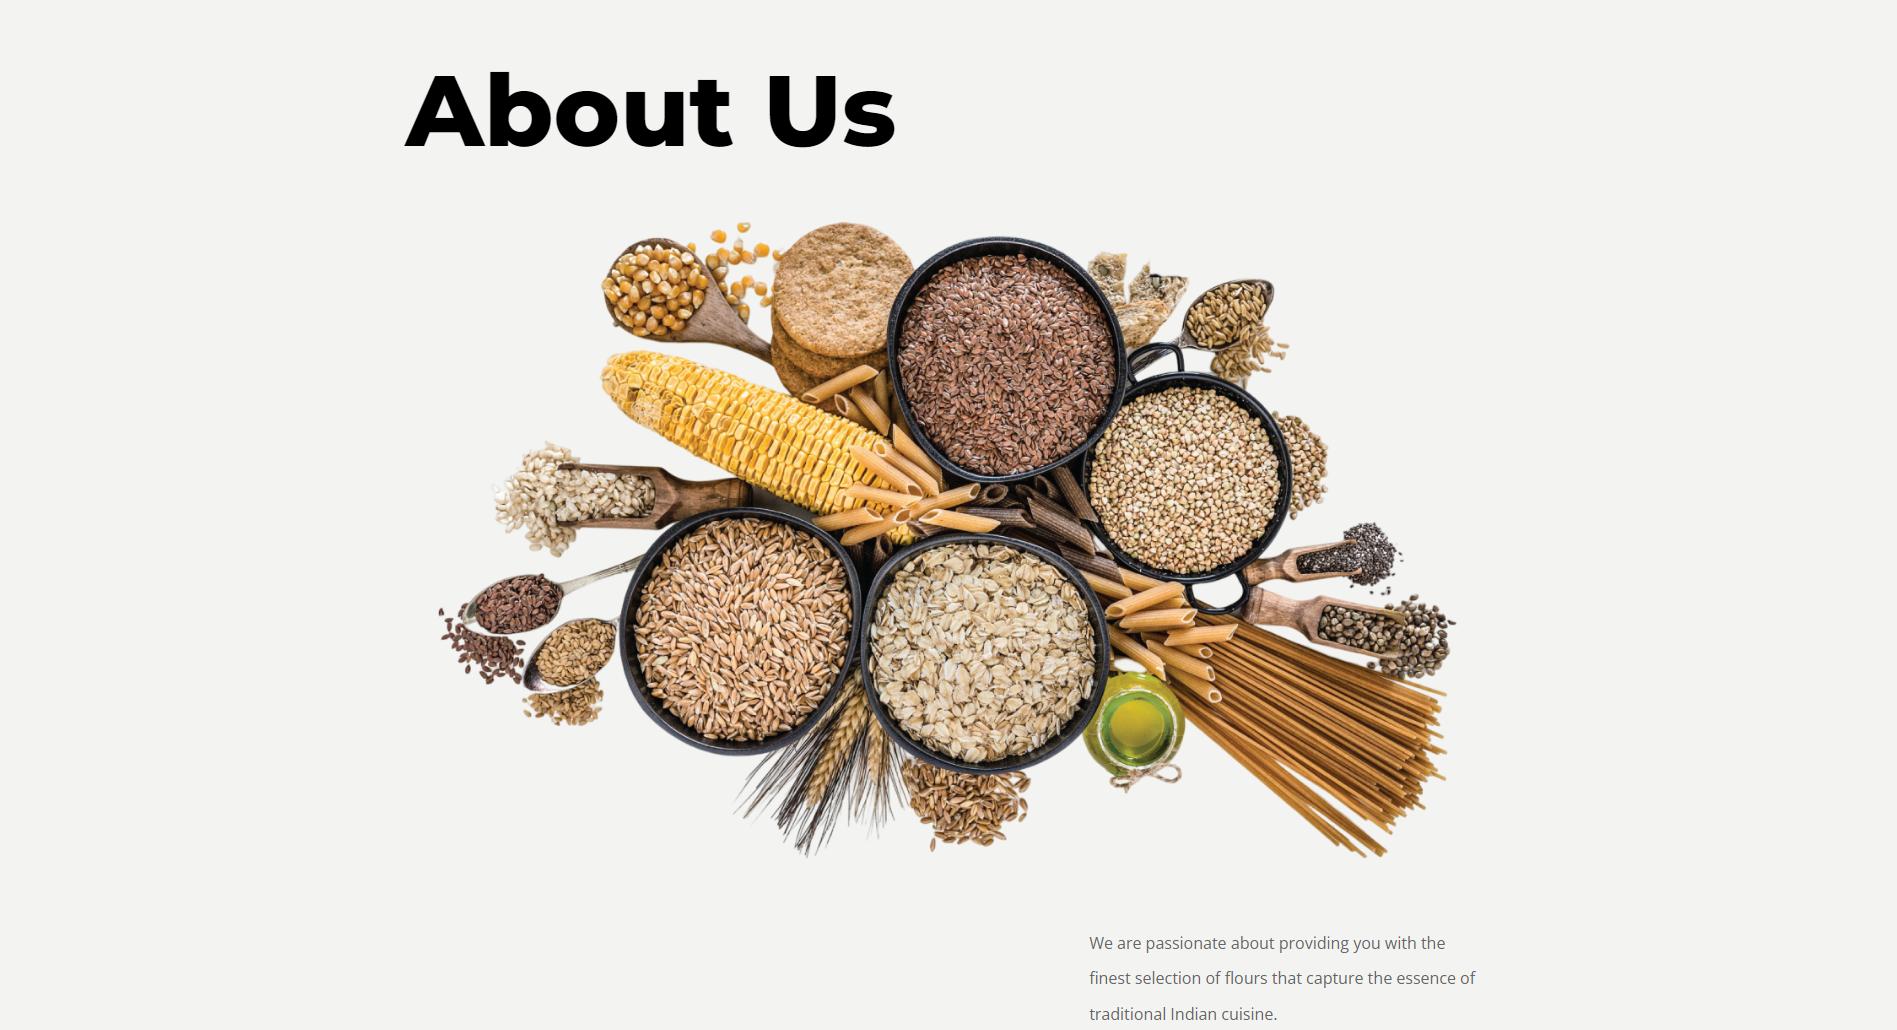 About Us
We are passionate about providing you with the
finest selection of flours that capture the essence of
traditional Indian cuisine.